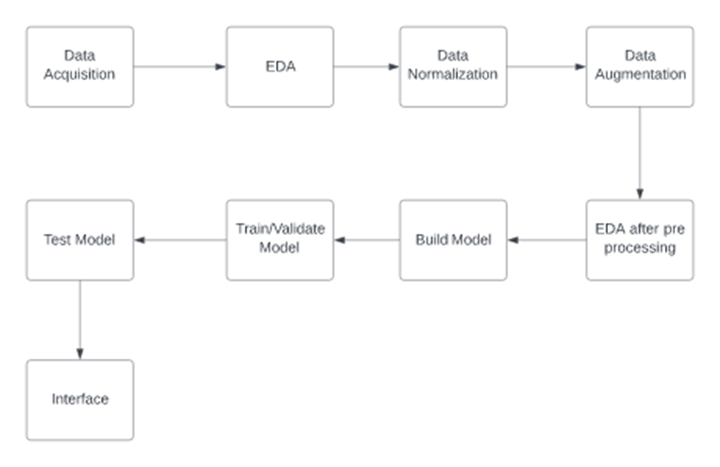 Data
Acquisition
EDA
Data
Normalization
Data
Augmentation
EDA after pre
processing
Build Model
Train/Validate
Model
Test Model
Interface